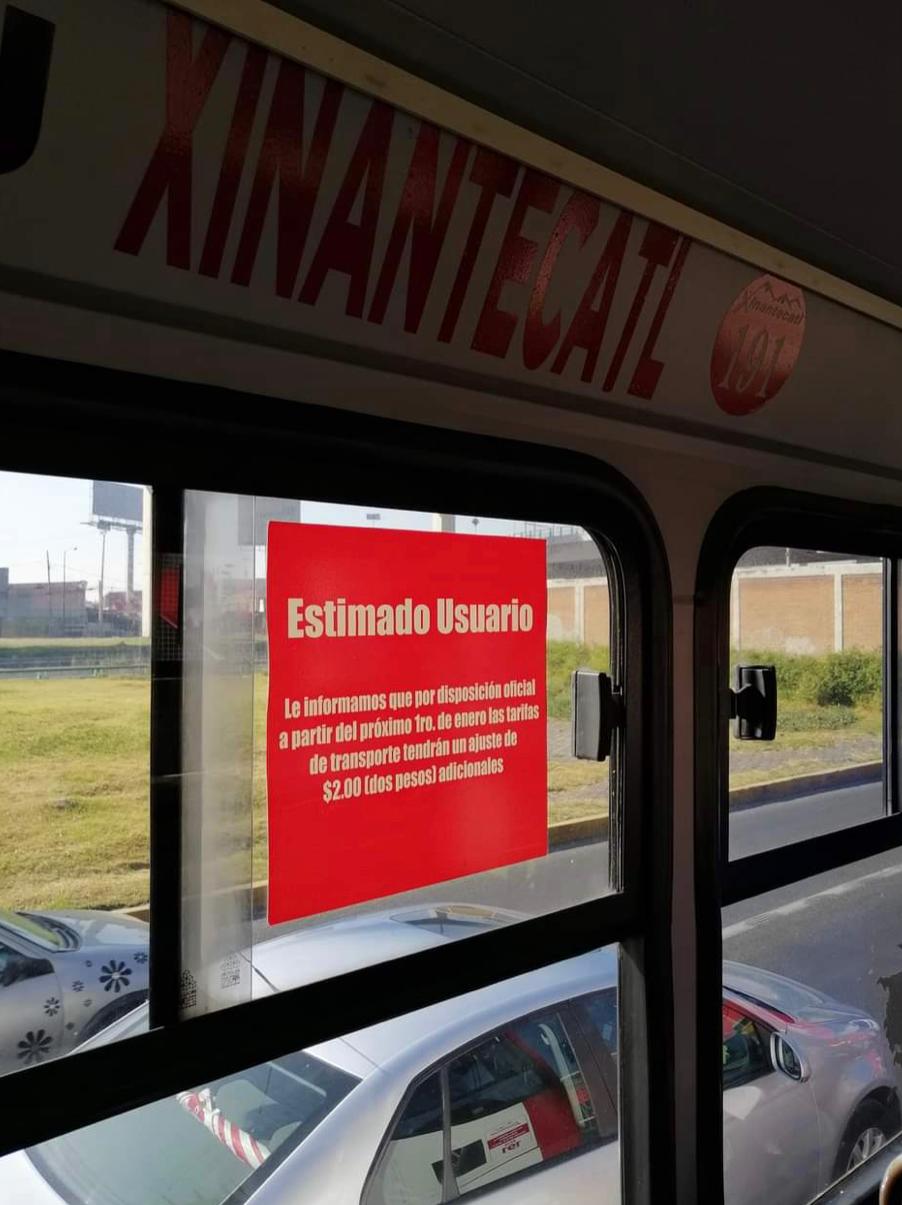 XINANTECATL
Xinantecatl
191
Estimado Usuario
Le informamos que por disposición oficial
a partir del próximo 1ro. de enero las tarifas
de transporte tendrán un ajuste de
$2.00 (dos pesos) adicionales